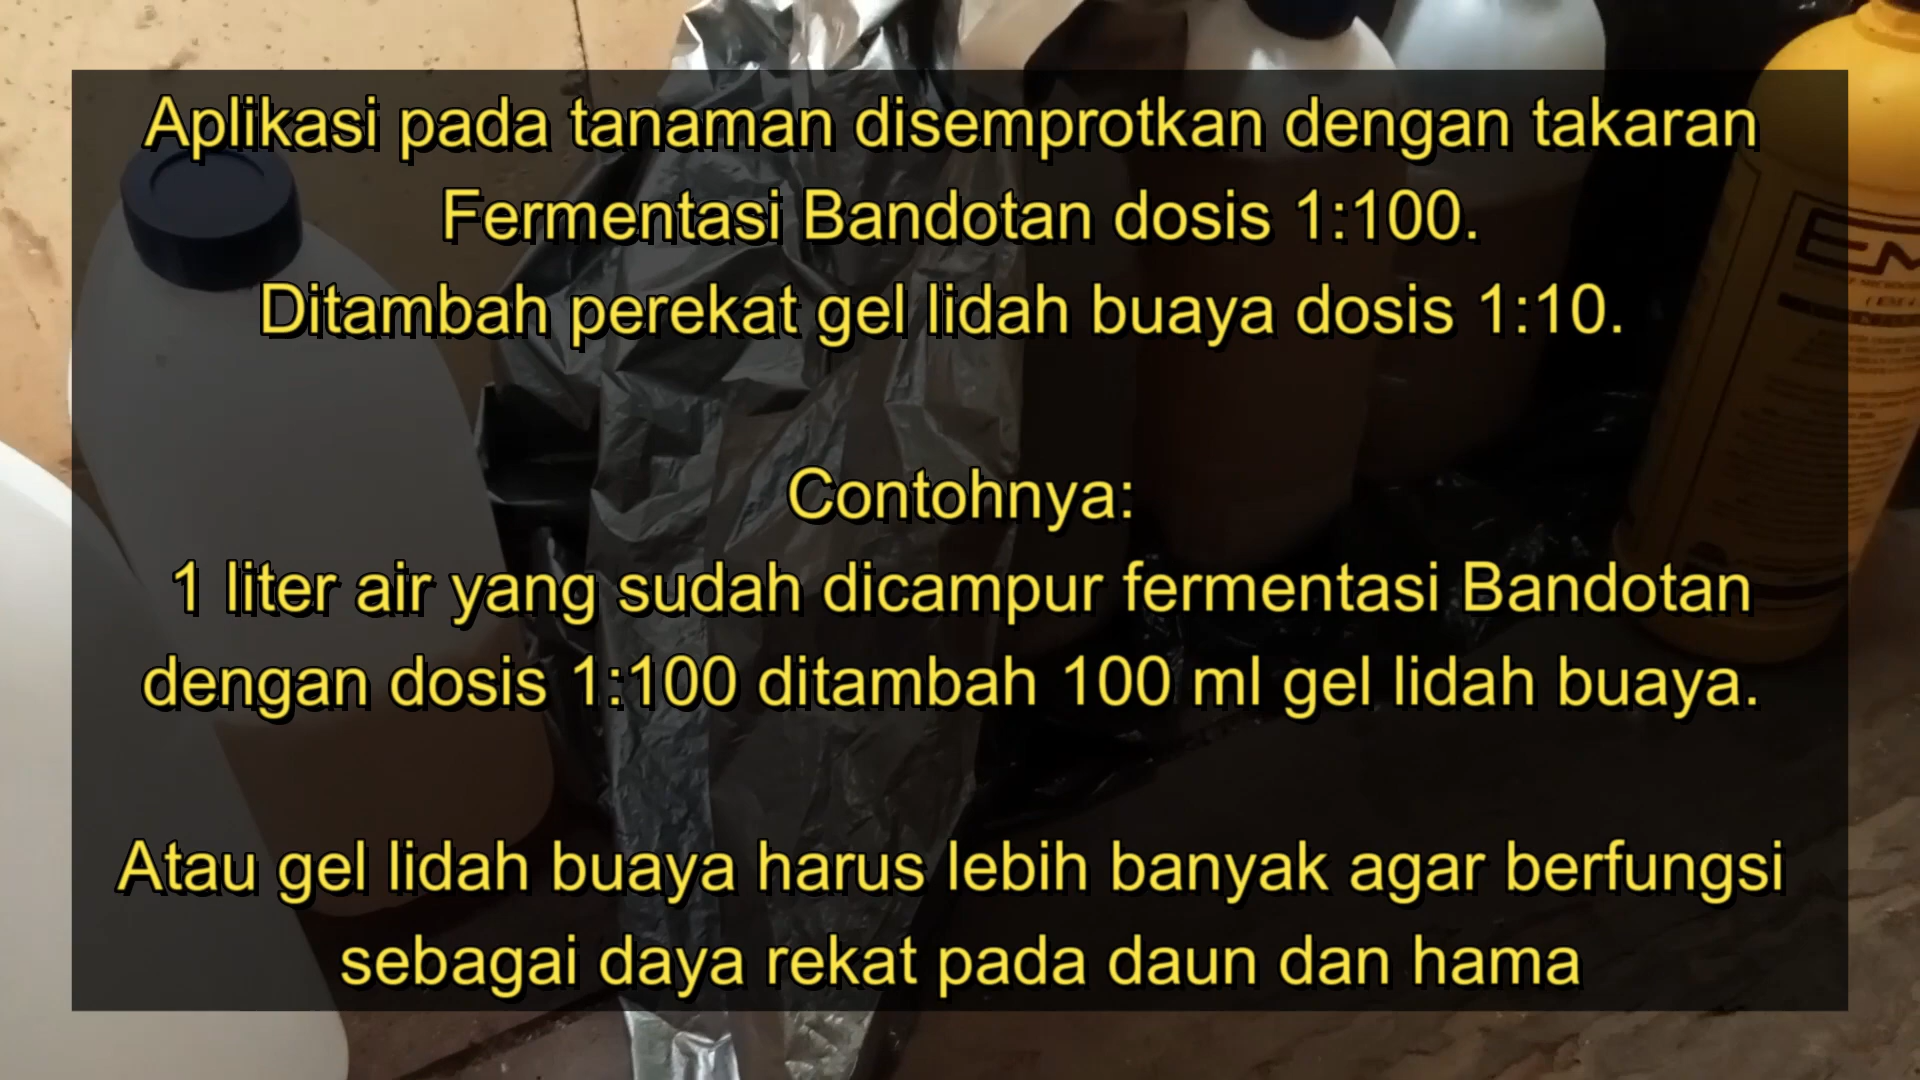 Aplikasi pada tanaman disemprotkan dengan takaran
Fermentasi Bandotan dosis 1:100.
Ditambah perekat gel lidah buaya dosis 1:10.
Contohnya:
1 liter air yang sudah dicampur fermentasi Bandotan
dengan dosis 1:100 ditambah 100 ml gel lidah buaya.
Atau gel lidah buaya harus lebih banyak agar berfungsi
sebagai daya rekat pada daun dan hama
EM